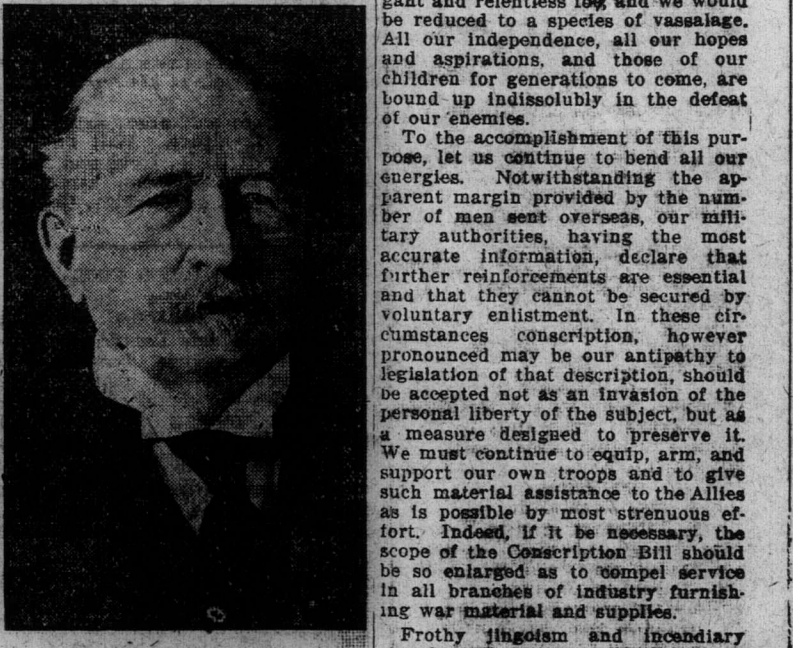 gant and relentless foe, and we would
be reduced to a species of vassalage.
All our independence, all our hopes
and aspirations, and those of our
children for generations to come, are
bound up indissolubly in the defeat
of our enemies.
To the accomplishment of this pur-
pose, let us continue to bend all our
energies. Notwithstanding the ap-
parent margin provided by the num-
ber of men sent overseas, our mili-
tary authorities, having the most
accurate information, declare that
further reinforcements are essential
and that they cannot be secured by
voluntary enlistment. In these cir-
cumstances conscription, however
pronounced may be our antipathy to
legislation of that description, should
be accepted not as an invasion of the
personal liberty of the subject, but as
a measure designed to preserve it.
We must continue to equip, arm, and
support our own troops and to give
such material assistance to the Allies
as is possible by most strenuous ef-
fort. Indeed, if it be necessary, the
scope of the Conscription Bill should
be so enlarged as to compel service
in all branches of industry furnish-
ing war material and supplies.
Frothy jingoism and incendiary